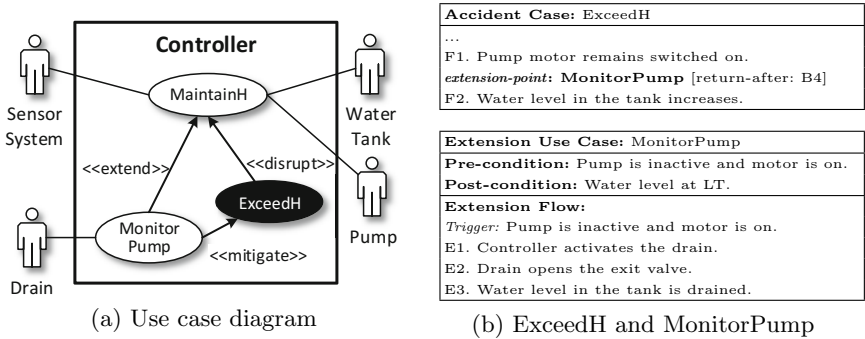 Controller
Sensor
System
MaintainH
Water
Tank
<<extend>>
<<disrupt>>
ExceedH
Monitor
Pump
Pump
<<mitigate>>
Drain
(a) Use case diagram
Accident Case: ExceedH
...
F1. Pump motor remains switched on.
extension-point: MonitorPump [return-after: B4]
F2. Water level in the tank increases.
Extension Use Case: MonitorPump
Pre-condition: Pump is inactive and motor is on.
Post-condition: Water level at LT.
Extension Flow:
Trigger: Pump is inactive and motor is on.
E1. Controller activates the drain.
E2. Drain opens the exit valve.
E3. Water level in the tank is drained.
(b) ExceedH and MonitorPump